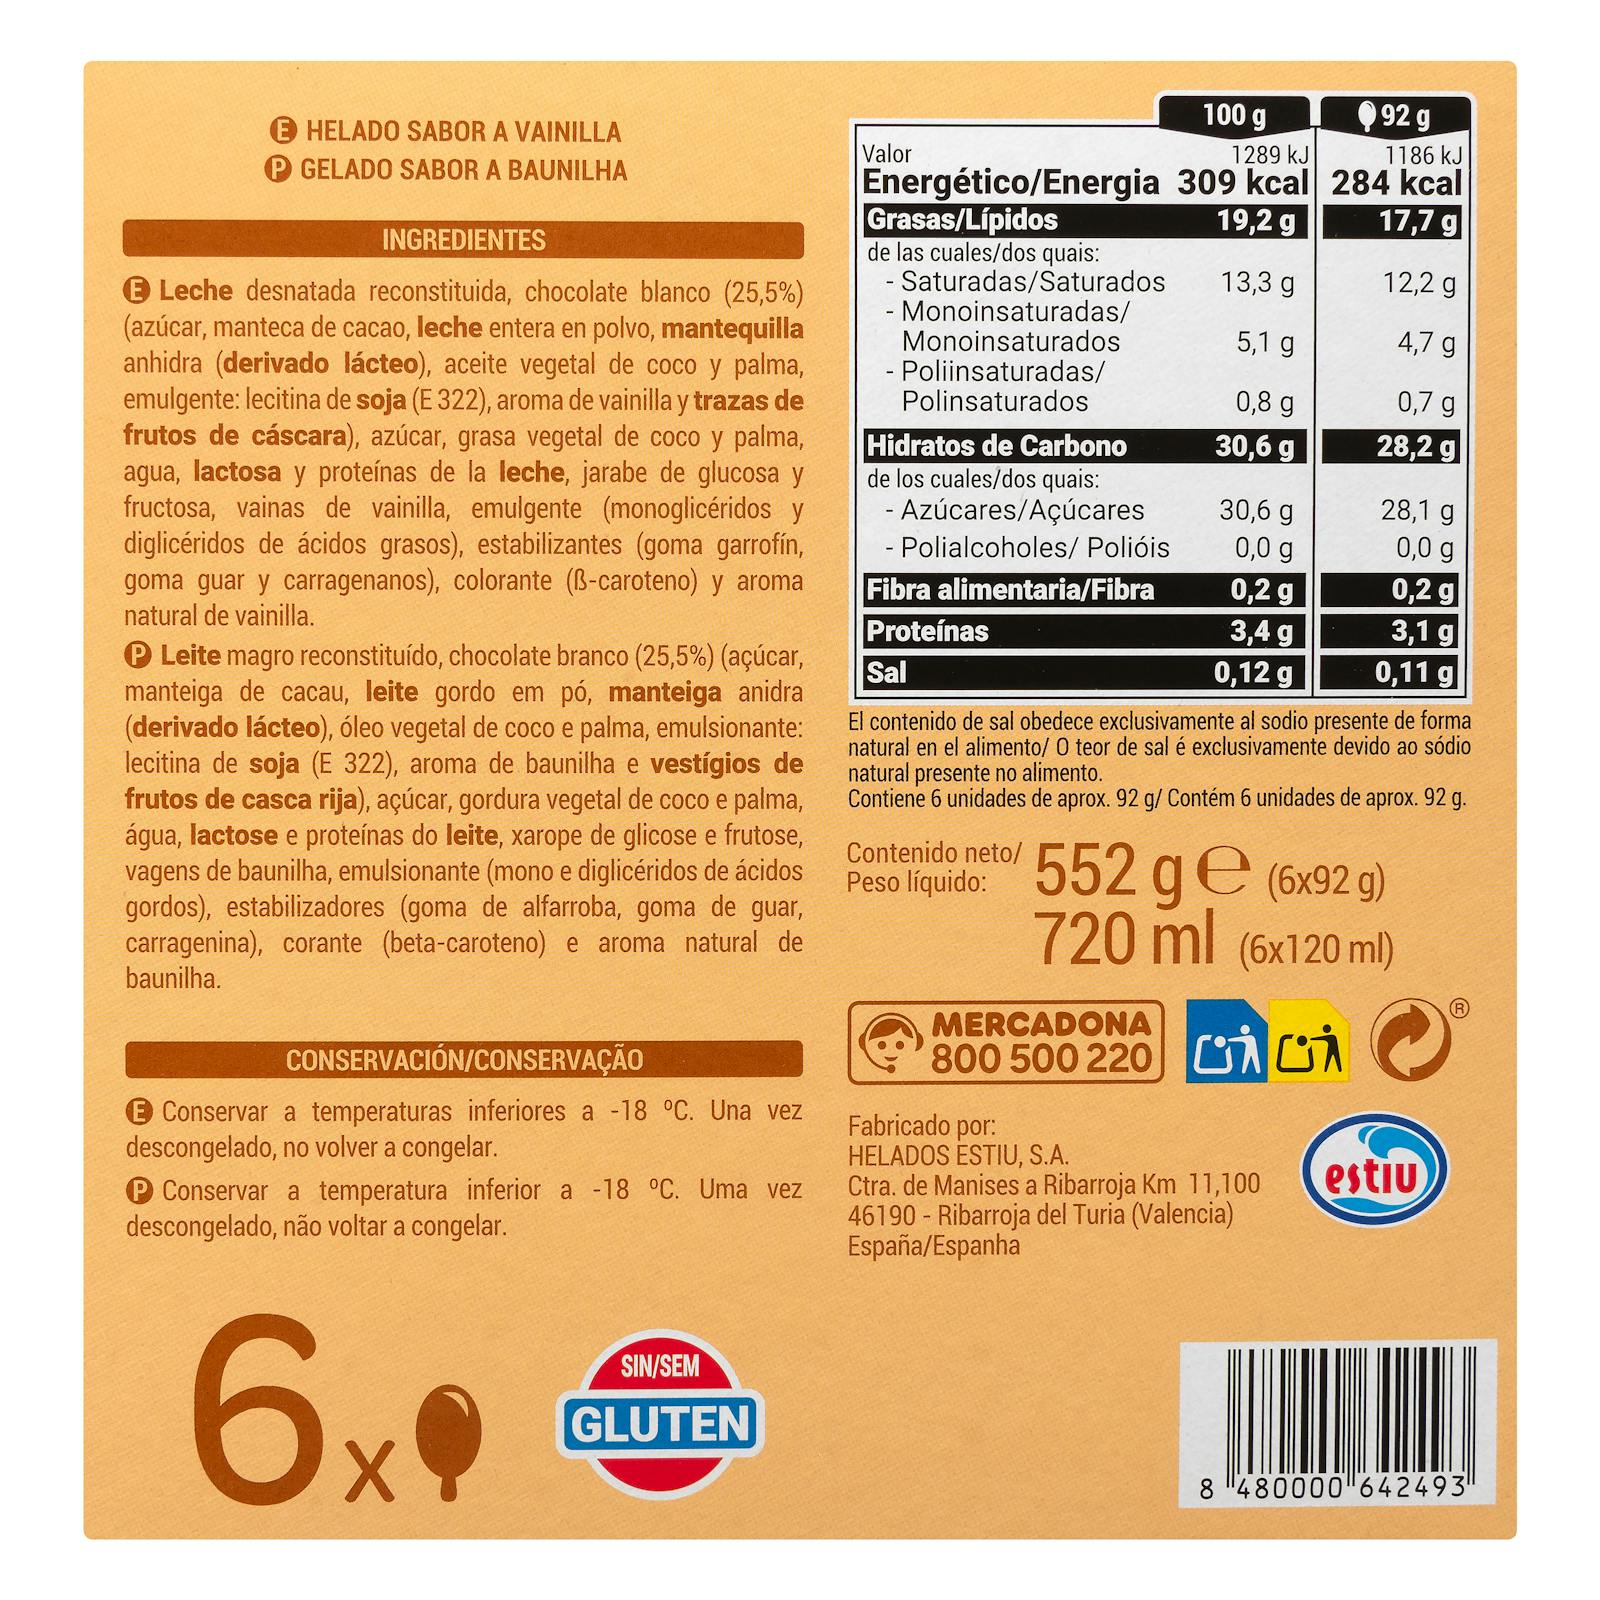 E HELADO SABOR A VAINILLA
P GELADO SABOR A BAUNILHA
INGREDIENTES
E Leche desnatada reconstituida, chocolate blanco (25,5%)
(azúcar, manteca de cacao, leche entera en polvo, mantequilla
anhidra (derivado lácteo), aceite vegetal de coco y palma,
emulgente: lecitina de soja (E 322), aroma de vainilla y trazas de
frutos de cáscara), azúcar, grasa vegetal de coco y palma,
agua, lactosa y proteínas de la leche, jarabe de glucosa y
fructosa, vainas de vainilla, emulgente (monoglicéridos y
diglicéridos de ácidos grasos), estabilizantes (goma garrofín,
goma guar y carragenanos), colorante (ß-caroteno) y aroma
natural de vainilla.
P Leite magro reconstituído, chocolate branco (25,5%) (açúcar,
manteiga de cacau, leite gordo em pó, manteiga anidra
(derivado lácteo), óleo vegetal de coco e palma, emulsionante:
lecitina de soja (E 322), aroma de baunilha e vestígios de
frutos de casca rija), açúcar, gordura vegetal de coco e palma,
água, lactose e proteínas do leite, xarope de glicose e frutose,
vagens de baunilha, emulsionante (mono e diglicéridos de ácidos
gordos), estabilizadores (goma de alfarroba, goma de guar,
carragenina), corante (beta-caroteno) e aroma natural de
baunilha.
CONSERVACIÓN/CONSERVAÇÃO
E Conservar a temperaturas inferiores a -18 ºC. Una vez
descongelado, no volver a congelar.
P Conservar a temperatura inferior a -18 ºC. Uma vez
descongelado, não voltar a congelar.
6x
SIN/SEM
GLUTEN
100 g 92 g
Valor 1289 kJ 1186 kJ
Energético/Energia 309 kcal 284 kcal
Grasas/Lípidos 19,2 g 17,7 g
de las cuales/dos quais:
- Saturadas/Saturados 13,3 g 12,2 g
- Monoinsaturadas/
Monoinsaturados 5,1 g 4,7 g
- Poliinsaturadas/
Polinsaturados 0,8 g 0,7 g
Hidratos de Carbono 30,6 g 28,2 g
de los cuales/dos quais:
- Azúcares/Açúcares 30,6 g 28,1 g
- Polialcoholes/ Polióis 0,0 g 0,0 g
Fibra alimentaria/Fibra 0,2 g 0,2 g
Proteínas 3,4 g 3,1 g
Sal 0,12 g 0,11 g
El contenido de sal obedece exclusivamente al sodio presente de forma
natural en el alimento/ O teor de sal é exclusivamente devido ao sódio
natural presente no alimento.
Contiene 6 unidades de aprox. 92 g/ Contém 6 unidades de aprox. 92 g.
Contenido neto/
Peso líquido: 552 g e (6x92 g)
720 ml (6x120 ml)
MERCADONA
800 500 220
®
Fabricado por:
HELADOS ESTIU, S.A.
Ctra. de Manises a Ribarroja Km 11,100
46190 - Ribarroja del Turia (Valencia)
España/Espanha
estiu
8 480000 642493